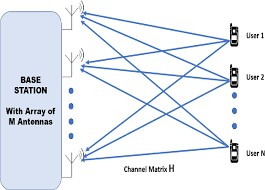 BASE
STATION
With Array of
M Antennas
User 1
User 2
User N
Channel Matrix H